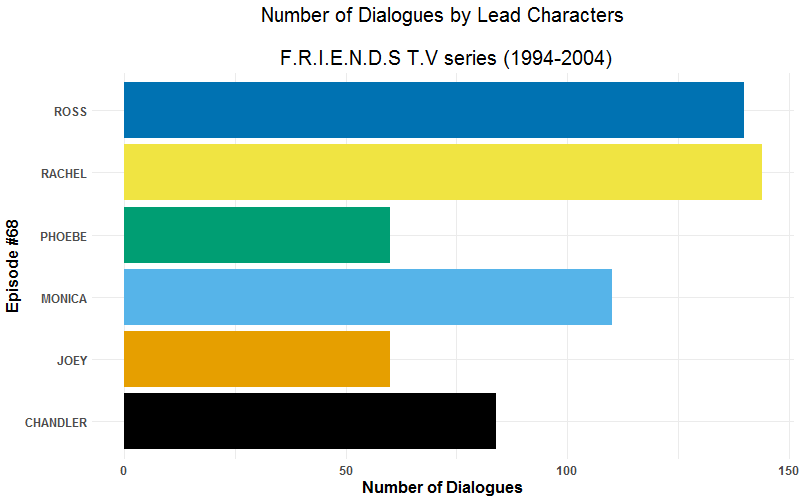 Number of Dialogues by Lead Characters
F.R.I.E.N.D.S T.V series (1994-2004)
Episode #68
ROSS
RACHEL
PHOEBE
MONICA
JOEY
CHANDLER
0 50 100 150
Number of Dialogues